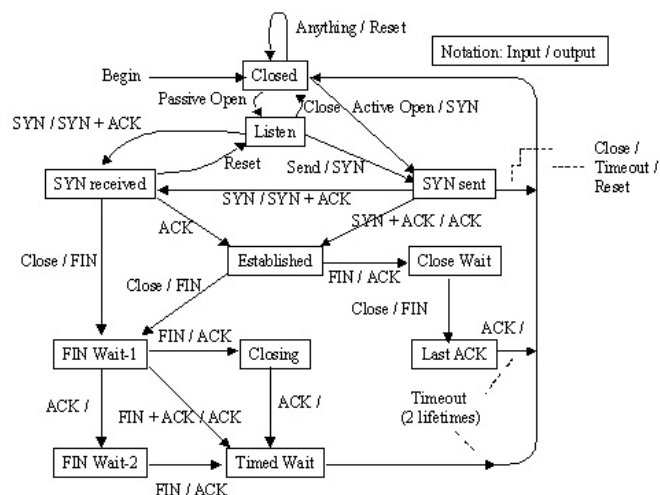 Anything / Reset
Notation: Input / output
Begin
Closed
Passive Open
Close
Active Open / SYN
SYN / SYN + ACK
Listen
Reset
Send / SYN
Close /
Timeout /
Reset
SYN received
SYN sent
SYN / SYN + ACK
ACK
SYN + ACK / ACK
Established
Close Wait
FIN / ACK
Close / FIN
Close / FIN
Close / FIN
FIN Wait-1
FIN / ACK
Closing
Last ACK
ACK /
ACK /
FIN + ACK / ACK
ACK /
Timeout
(2 lifetimes)
FIN Wait-2
Timed Wait
FIN / ACK